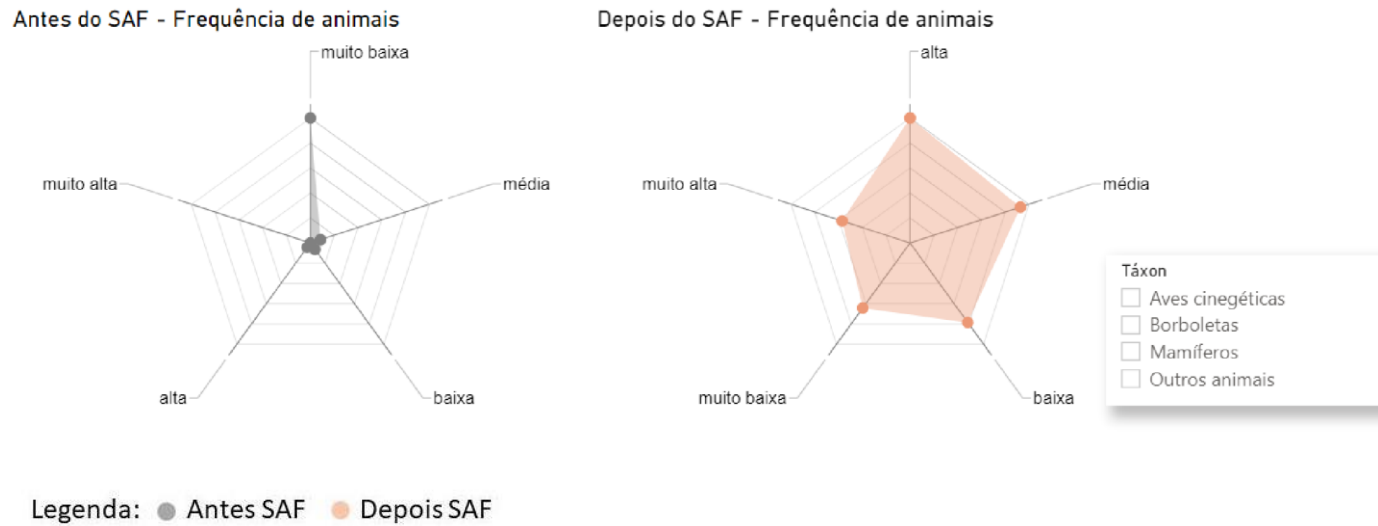 Antes do SAF - Frequência de animais
muito baixa
muito alta
média
alta
baixa
Depois do SAF - Frequência de animais
alta
muito alta
média
muito baixa
baixa
Táxon
Aves cinegéticas
Borboletas
Mamíferos
Outros animais
Legenda: Antes SAF Depois SAF